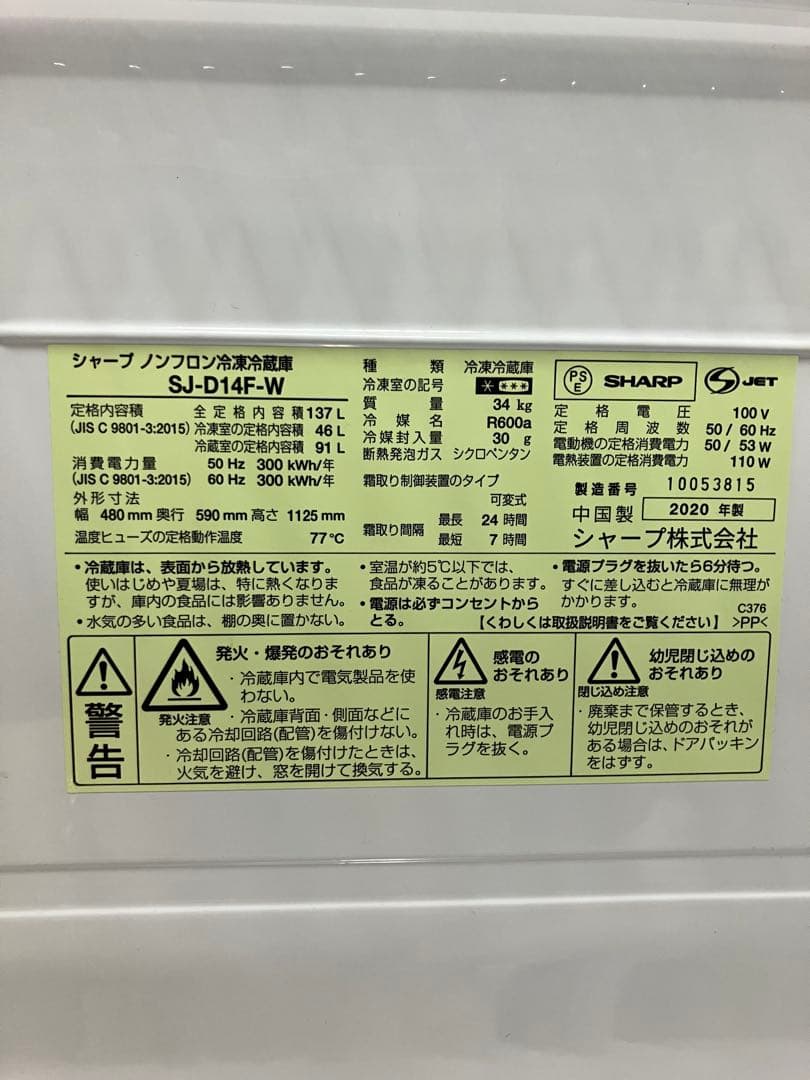 シャープ ノンフロン冷凍冷蔵庫
SJ-D14F-W
定格内容積 全定格内容積 137 L
(JIS C 9801-3:2015) 冷凍室の定格内容積 46 L
冷蔵室の定格内容積 91 L
消費電力量 50 Hz 300 kWh/年
(JIS C 9801-3:2015) 60 Hz 300 kWh/年
外形寸法
幅 480 mm 奥行 590 mm 高さ 1125 mm
温度ヒューズの定格動作温度 77℃
種類 冷凍冷蔵庫
冷凍室の記号 * ***
質量 34 kg
冷媒名 R600a
冷媒封入量 30 g
断熱発泡ガス シクロペンタン
霜取り制御装置のタイプ
可変式
霜取り間隔 最長 24 時間
最短 7 時間
PSE SHARP S JET
定格電圧 100 V
定格周波数 50 / 60 Hz
電動機の定格消費電力 50 / 53 W
電熱装置の定格消費電力 110 W
製造番号 10053815
中国製 2020 年製
シャープ株式会社
・冷蔵庫は、表面から放熱しています。
使いはじめや夏場は、特に熱くなりま
すが、庫内の食品には影響ありません。
・水気の多い食品は、棚の奥に置かない。
・室温が約5℃以下では、
食品が凍ることがあります。
・電源は必ずコンセントから
とる。
・電源プラグを抜いたら6分待つ。
すぐに差し込むと冷蔵庫に無理が
かかります。
C376
【くわしくは取扱説明書をご覧ください】 >PP<
警告
発火・爆発のおそれあり
発火注意
・冷蔵庫内で電気製品を使
わない。
・冷蔵庫背面・側面などに
ある冷却回路(配管)を傷付けない。
・冷却回路(配管)を傷付けたときは、
火気を避け、窓を開けて換気する。
感電の
おそれあり
感電注意
・冷蔵庫のお手入
れ時は、電源プ
ラグを抜く。
幼児閉じ込めの
おそれあり
閉じ込め注意
・廃棄まで保管するとき、
幼児閉じ込めのおそれが
ある場合は、ドアパッキン
をはずす。